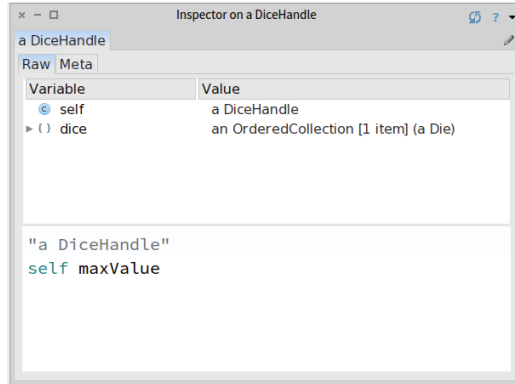 Inspector on a DiceHandle
?
a DiceHandle
Raw Meta
Variable Value
c self a DiceHandle
( ) dice an OrderedCollection [1 item] (a Die)
"a DiceHandle"
self maxValue